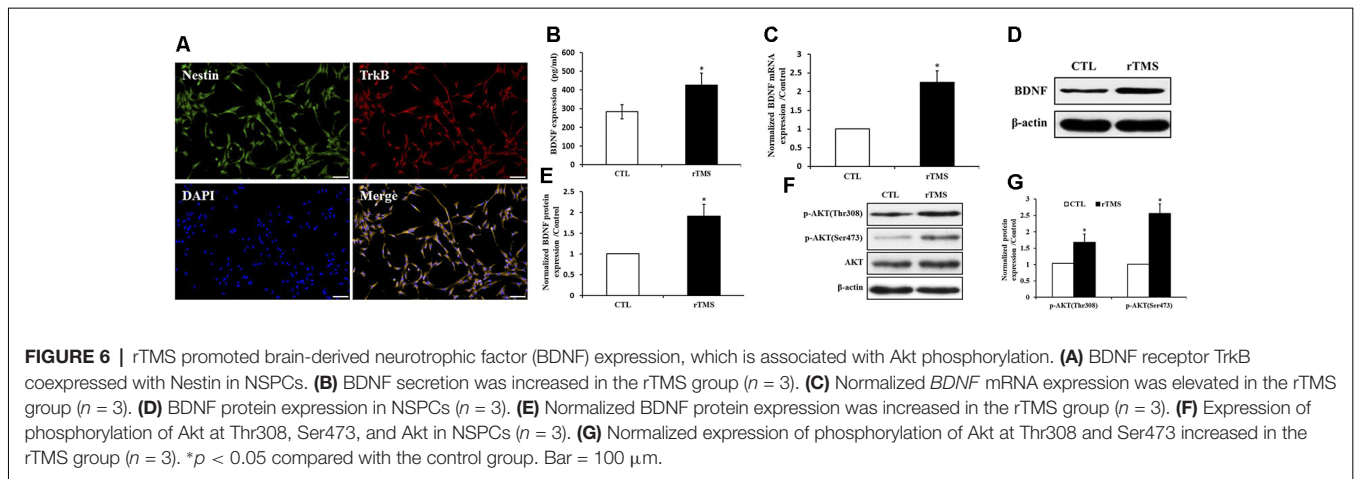 A
Nestin
TrkB
DAPI
Merge
B
BDNF expression (pg/ml)
600
500
400
300
200
100
0
*
CTL
rTMS
C
Normalized BDNF mRNA
expression /Control
3
2.5
2
1.5
1
0.5
0
*
CTL
rTMS
D
CTL
rTMS
BDNF
β-actin
E
Normalized BDNF protein
expression /Control
2.5
2
1.5
1
0.5
0
*
CTL
rTMS
F
CTL
rTMS
p-AKT(Thr308)
p-AKT(Ser473)
AKT
β-actin
G
Normalized protein
expression /Control
3
2.5
2
1.5
1
0.5
0
CTL
rTMS
*
*
p-AKT(Thr308)
p-AKT(Ser473)
FIGURE 6 | rTMS promoted brain-derived neurotrophic factor (BDNF) expression, which is associated with Akt phosphorylation. (A) BDNF receptor TrkB
coexpressed with Nestin in NSPCs. (B) BDNF secretion was increased in the rTMS group (n = 3). (C) Normalized BDNF mRNA expression was elevated in the rTMS
group (n = 3). (D) BDNF protein expression in NSPCs (n = 3). (E) Normalized BDNF protein expression was increased in the rTMS group (n = 3). (F) Expression of
phosphorylation of Akt at Thr308, Ser473, and Akt in NSPCs (n = 3). (G) Normalized expression of phosphorylation of Akt at Thr308 and Ser473 increased in the
rTMS group (n = 3). *p < 0.05 compared with the control group. Bar = 100 μm.